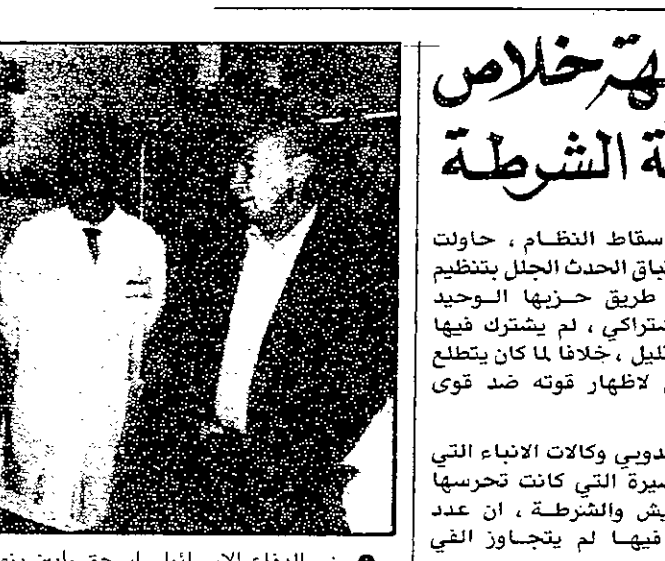 خلاص
الشرطة
سقاط النظام ، حاولت
تباق الحدث الجلل بتنظيم
طريق حزبها الوحيد
شتراكي ، لم يشترك فيها
ليل ، خلافا لما كان يتطلع
لاظهار قوته ضد قوى
دوبي وكالات الانباء التي
سيرة التي كانت تحرسها
يش والشرطة ، ان عدد
فيها لم يتجاوز الفي